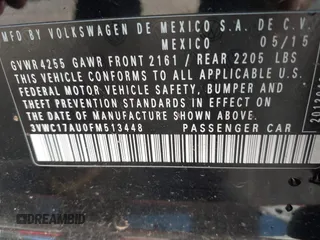 MFD BY VOLKSWAGEN DE MEXICO S.A. DE C.V.
MEXICO 05/15
GVWR4255 GAWR FRONT 2161 / REAR 2205 LBS
THIS VEHICLE CONFORMS TO ALL APPLICABLE U.S.
FEDERAL MOTOR VEHICLE SAFETY, BUMPER AND
THEFT PREVENTION STANDARDS IN EFFECT ON THE
DATE OF MANUFACTURE SHOWN ABOVE.
3VWC17AU0FM513448 PASSENGER CAR
DREAMBID